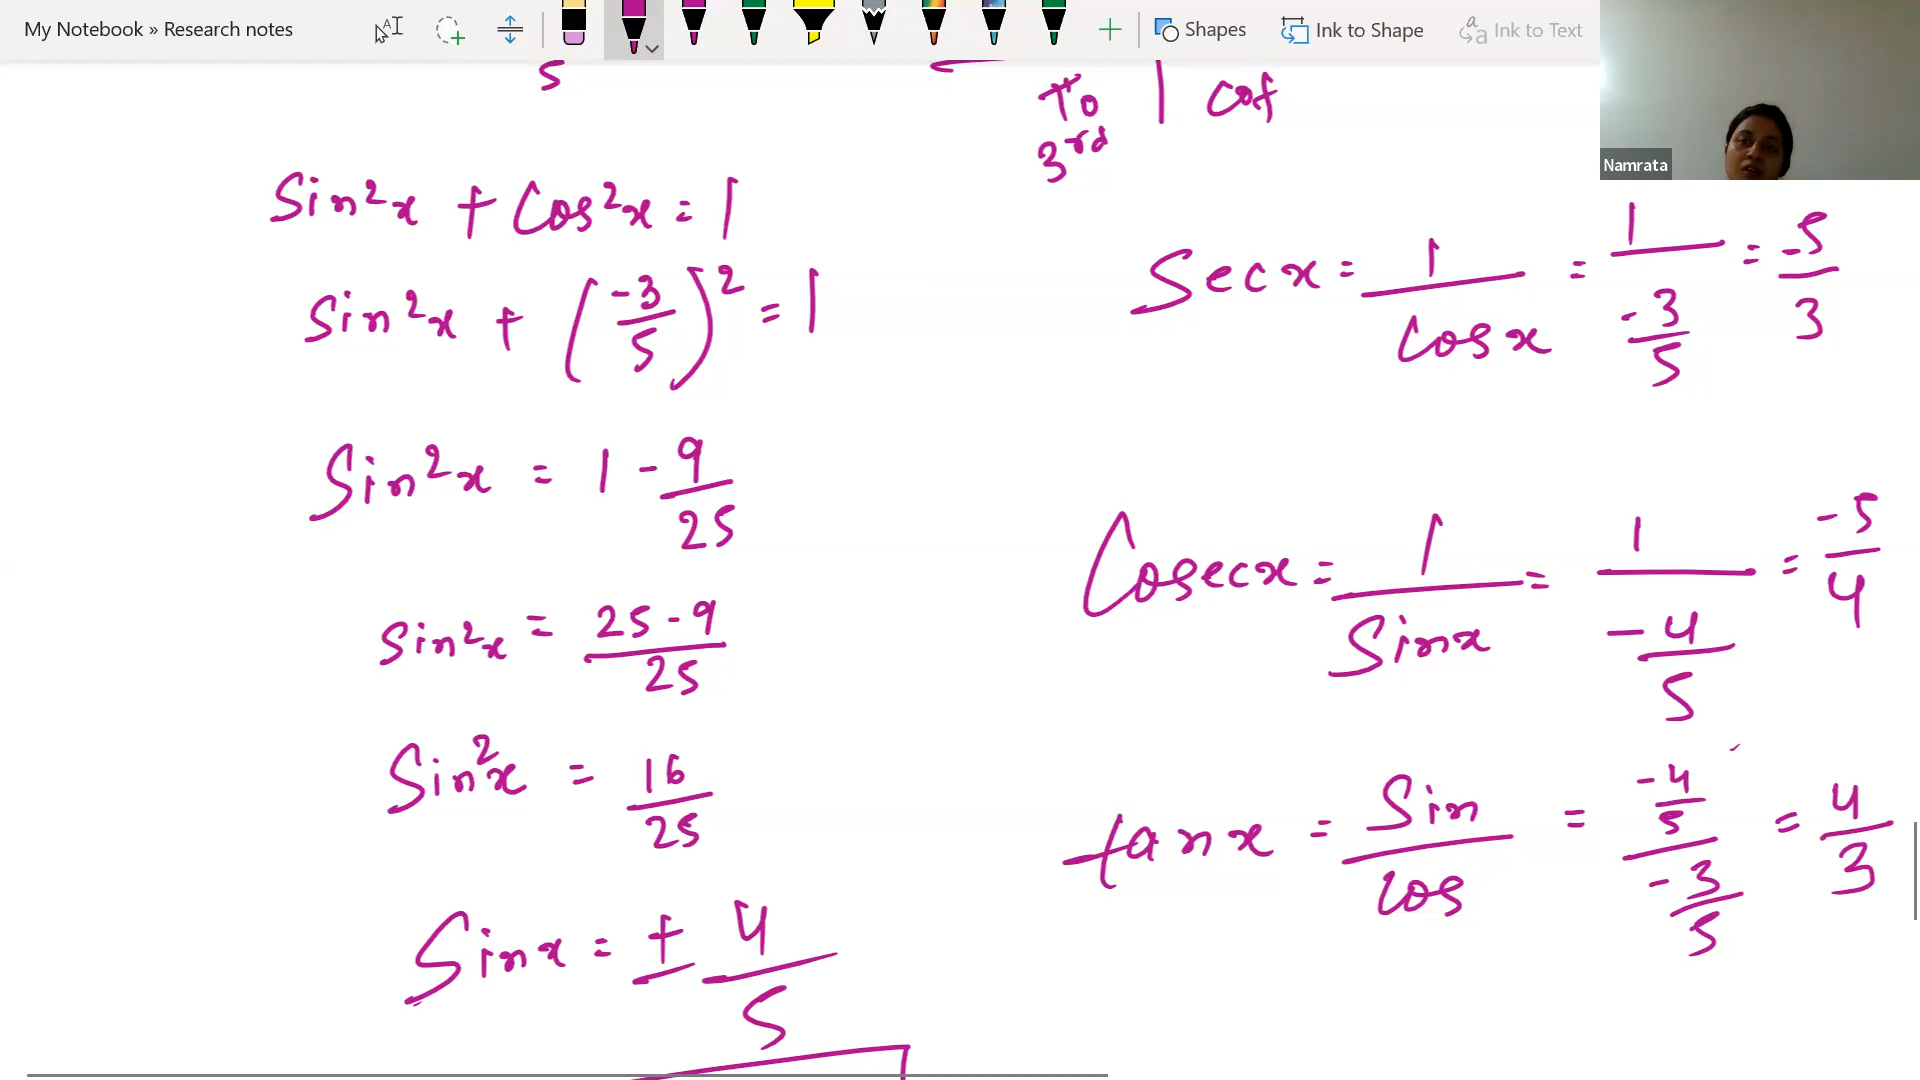 My Notebook » Research notes
Shapes
Ink to Shape
Ink to Text
Namrata
5
To
3rd
cof
Sin²x + Cos²x = 1
Sin²x + (-3/5)² = 1
Sin²x = 1 - 9/25
Sin²x = 25-9/25
Sin²x = 16/25
Sinx = ± 4/5
Secx = 1/Cosx = 1/(-3/5) = -5/3
Cosecx = 1/Sinx = 1/(-4/5) = -5/4
tanx = Sin/Cos = (-4/5)/(-3/5) = 4/3